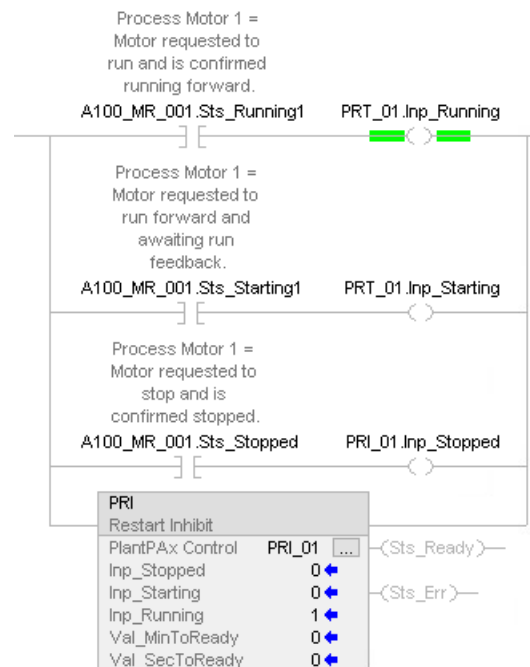 Process Motor 1 =
Motor requested to
run and is confirmed
running forward.
A100_MR_001.Sts_Running1 PRT_01.Inp_Running
Process Motor 1 =
Motor requested to
run forward and
awaiting run
feedback.
A100_MR_001.Sts_Starting1 PRT_01.Inp_Starting
Process Motor 1 =
Motor requested to
stop and is
confirmed stopped.
A100_MR_001.Sts_Stopped PRI_01.Inp_Stopped
PRI
Restart Inhibit
PlantPAx Control PRI_01 ... (Sts_Ready)
Inp_Stopped 0
Inp_Starting 0 (Sts_Err)
Inp_Running 1
Val_MinToReady 0
Val_SecToReady 0